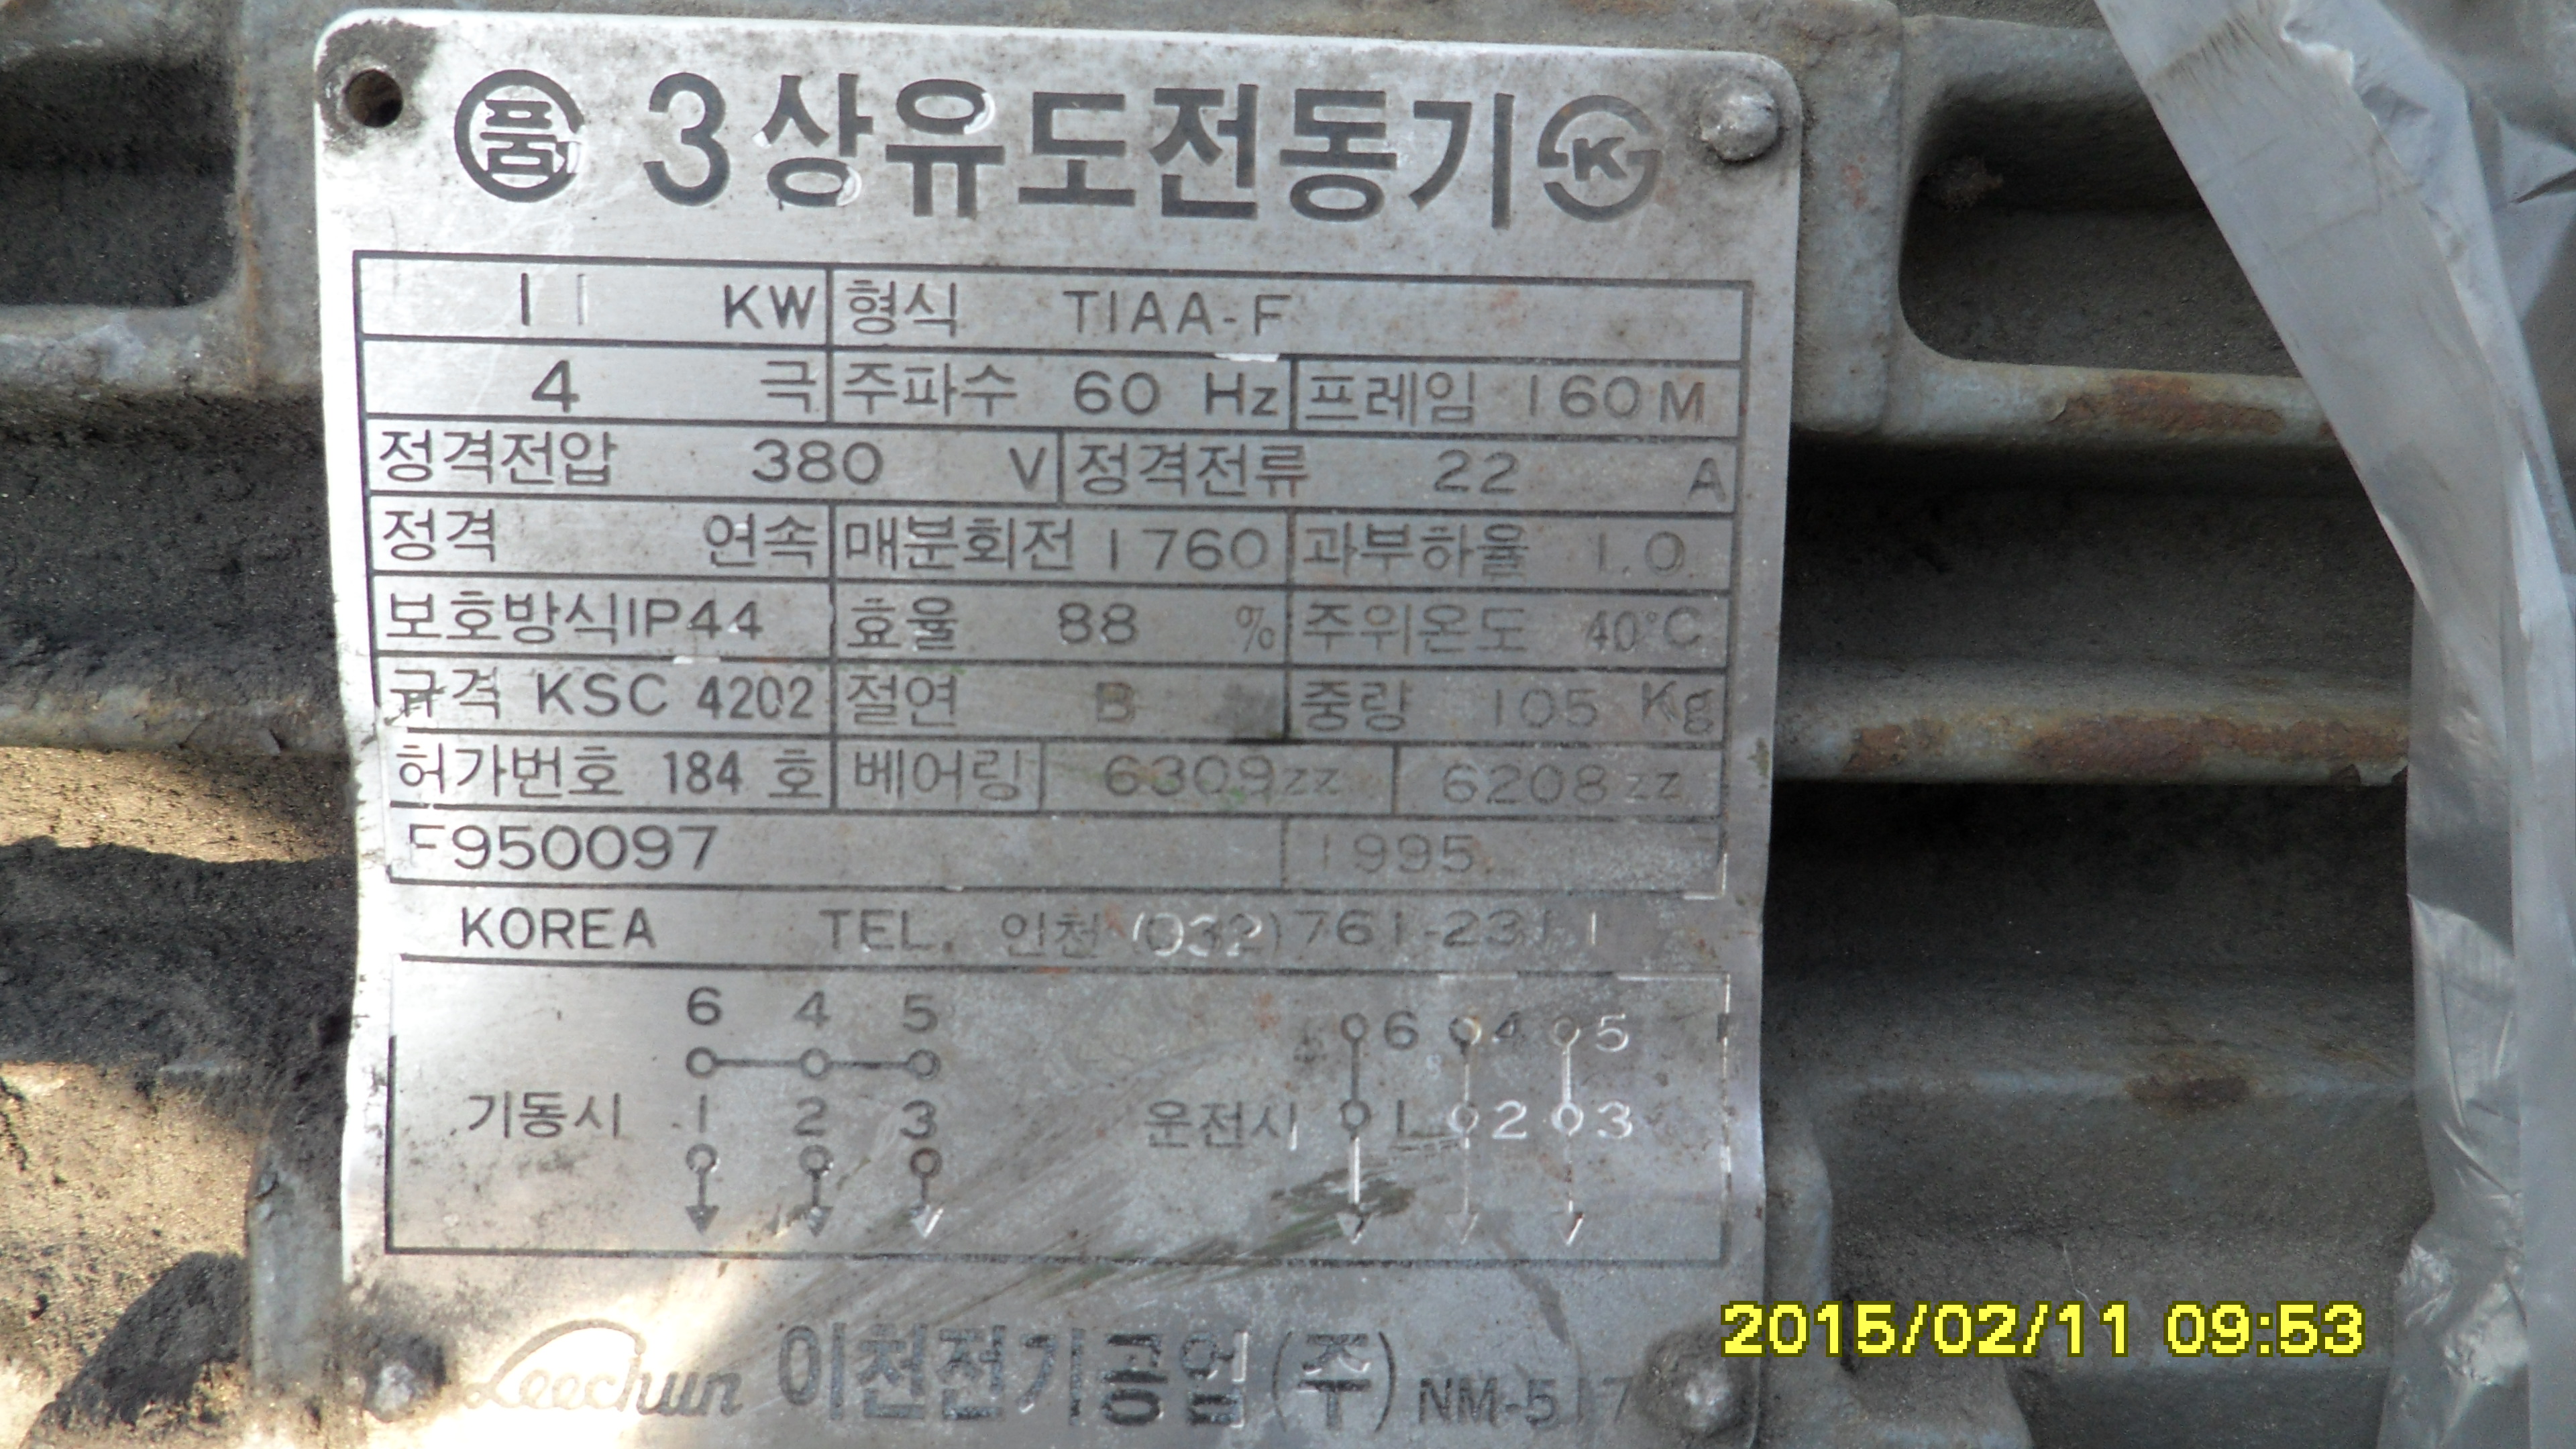 품 3상유도전동기 K
11 KW 형식 TIAA-F
4 극 주파수 60 Hz 프레임 160M
정격전압 380 V 정격전류 22 A
정격 연속 매분회전 1760 과부하율 1.0
보호방식 IP44 효율 88 % 주위온도 40°C
규격 KSC 4202 절연 B 중량 105 Kg
허가번호 184 호 베어링 6309ZZ 6208ZZ
F950097 1995
KOREA TEL. 인천 (032)761-2311
6 4 5 6 4 5
기동시 1 2 3 운전시 1 2 3
Leechun 이천전기공업(주) NM-517
2015/02/11 09:53